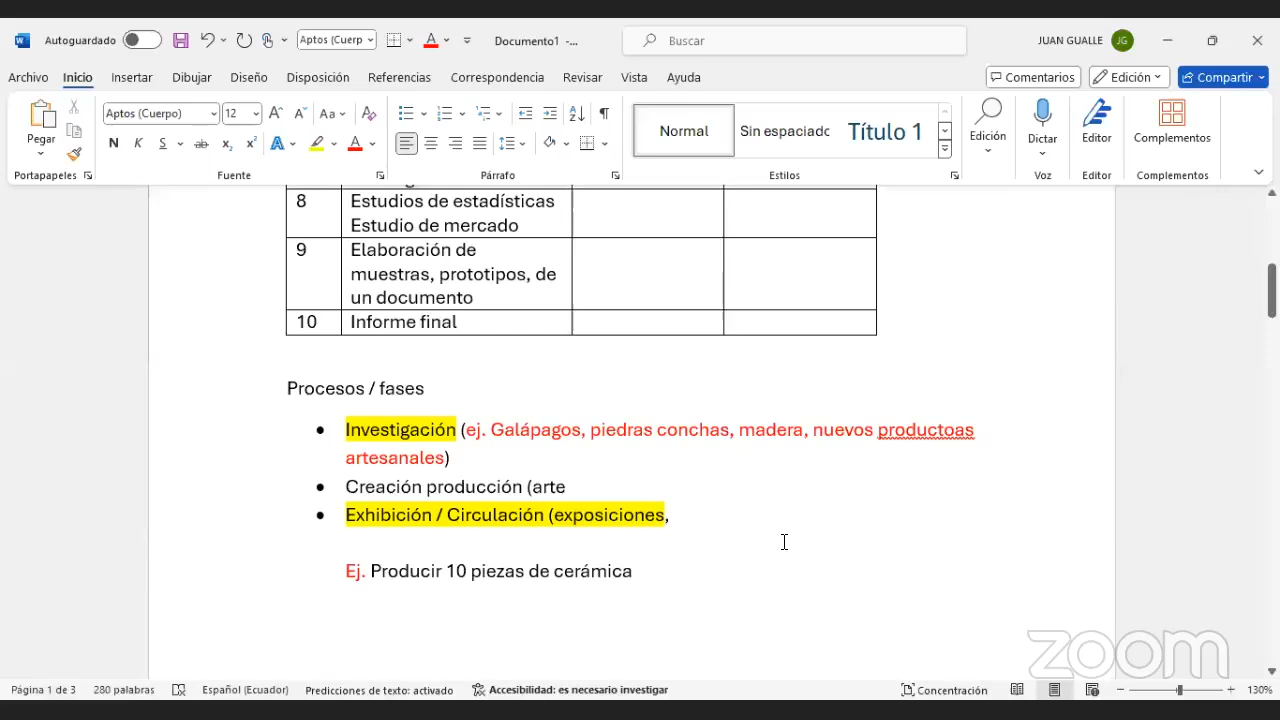 Autoguardado
Aptos (Cuerp
Documento1 -...
Buscar
JUAN GUALLE
JG
Archivo Inicio Insertar Dibujar Diseño Disposición Referencias Correspondencia Revisar Vista Ayuda
Comentarios
Edición
Compartir
Pegar
Portapapeles
Aptos (Cuerpo)
12
N K S ab x₂ x²
Fuente
Párrafo
Normal
Sin espaciado
Título 1
Estilos
Edición
Dictar
Voz
Editor
Editor
Complementos
Complementos
8 Estudios de estadísticas
Estudio de mercado
9 Elaboración de
muestras, prototipos, de
un documento
10 Informe final
Procesos / fases
• Investigación (ej. Galápagos, piedras conchas, madera, nuevos productoas
artesanales)
• Creación producción (arte
• Exhibición / Circulación (exposiciones,
Ej. Producir 10 piezas de cerámica
zoom
Página 1 de 3 280 palabras Español (Ecuador) Predicciones de texto: activado Accesibilidad: es necesario investigar Concentración 130%